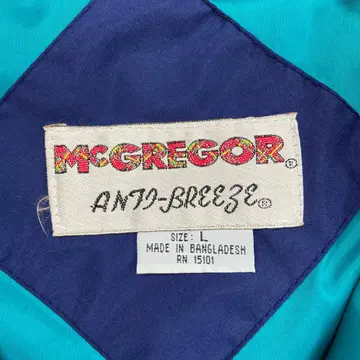 McGREGOR®
ANTI-BREEZE®
SIZE: L
MADE IN BANGLADESH
RN 15101